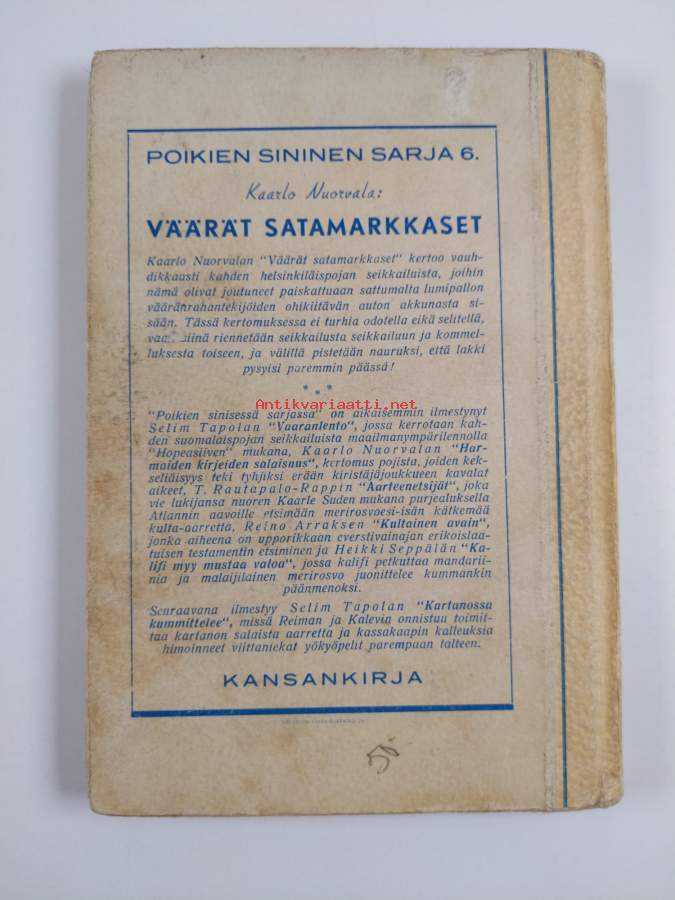 POIKIEN SININEN SARJA 6.
Kaarlo Nuorvala:
VÄÄRÄT SATAMARKKASET
Kaarlo Nuorvalan "Väärät satamarkkaset" kertoo vauh-
dikkaasti kahden helsinkiläispojan seikkailuista, joihin
nämä olivat joutuneet paiskattuaan sattumalta lumipallon
vääränrahantekijöiden ohikiitävän auton akkunasta si-
sään. Tässä kertomuksessa ei turhia odotella eikä selitellä,
riennetään seikkailusta seikkailuun ja kommel-
luksesta toiseen, ja välillä pistetään nauruksi, että lakki
pysyisi paremmin päässä!
* * *
Antikvariaatti.net
"Poikien sinisessä sarjassa" on aikaisemmin ilmestynyt
Selim Tapolan "Vaaranlento", jossa kerrotaan kah-
den suomalaispojan seikkailuista maailmanympärilennolla
"Hopeasiiven" mukana, Kaarlo Nuorvalan "Har-
maiden kirjeiden salaisuus", kertomus pojista, joiden kek-
seliäisyys teki tyhjiksi erään kiristäjäjoukkueen kavalat
aikeet, T. Rautapalo-Rappin "Aarteenetsijät", joka
vie lukijansa nuoren Kaarle Suden mukana purjealuksella
Atlannin aavoille etsimään merirosvoesi-isän kätkemää
kulta-aarretta, Reino Arraksen "Kultainen avain",
jonka aiheena on upporikkaan everstivainajan erikoislaa-
tuisen testamentin etsiminen ja Heikki Seppälän "Ka-
lifi myy mustaa valoa", jossa kalifi petkuttaa mandarii-
nia ja malaijilainen merirosvo juonittelee kummankin
päänmenoksi.
Seuraavana ilmestyy Selim Tapolan "Kartanossa
kummittelee", missä Reiman ja Kalevin onnistuu toimit-
taa kartanon salaista aarretta ja kassakaapin kalleuksia
himoinneet viittaniekat yökyöpelit parempaan talteen.
KANSANKIRJA
50